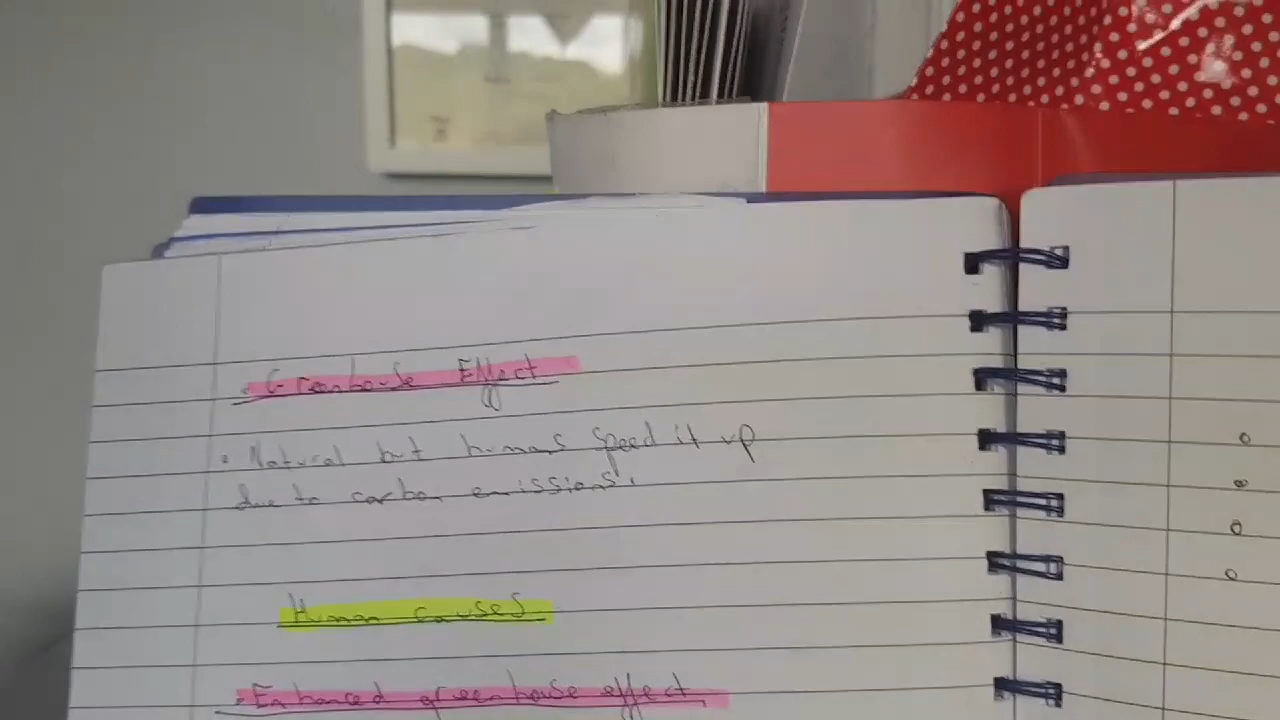 • Greenhouse Effect
• Natural but humans speed it up
due to carbon emissions.
Human causes
• Enhanced greenhouse effect